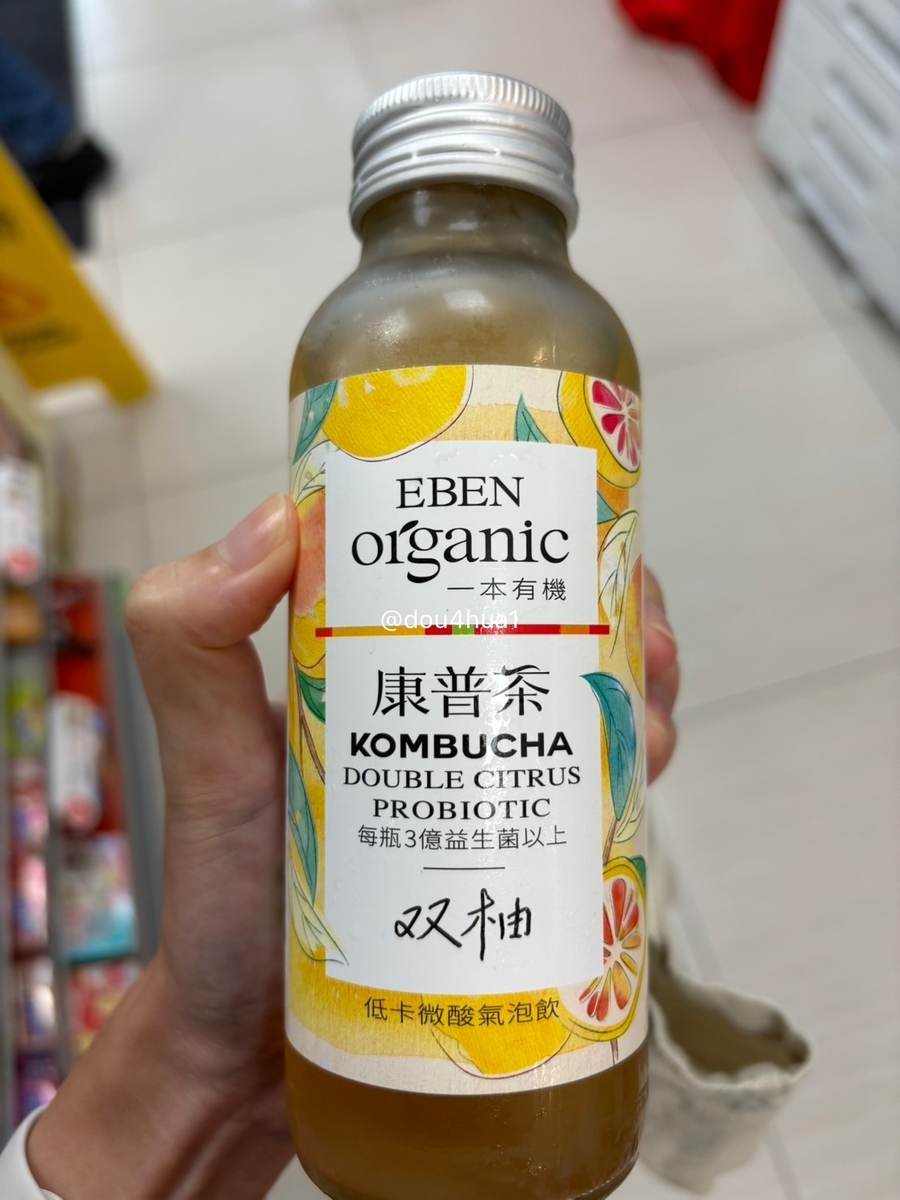 EBEN
organic
一本有機
@dou4hua1
康普茶
KOMBUCHA
DOUBLE CITRUS
PROBIOTIC
每瓶3億益生菌以上
双柚
低卡微酸氣泡飲